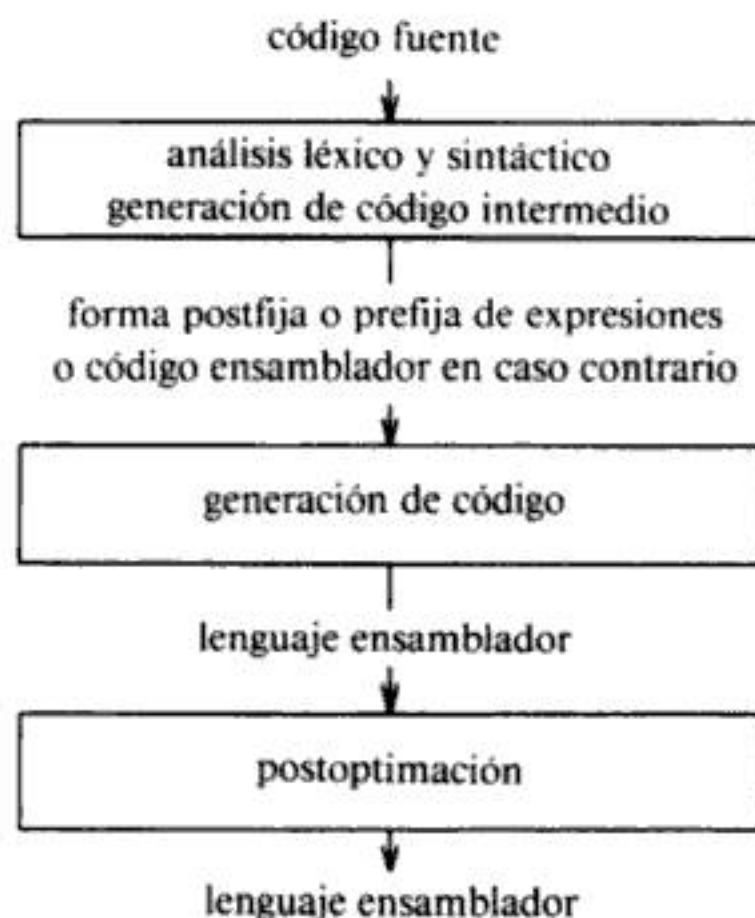 código fuente
análisis léxico y sintáctico
generación de código intermedio
forma postfija o prefija de expresiones
o código ensamblador en caso contrario
generación de código
lenguaje ensamblador
postoptimación
lenguaje ensamblador